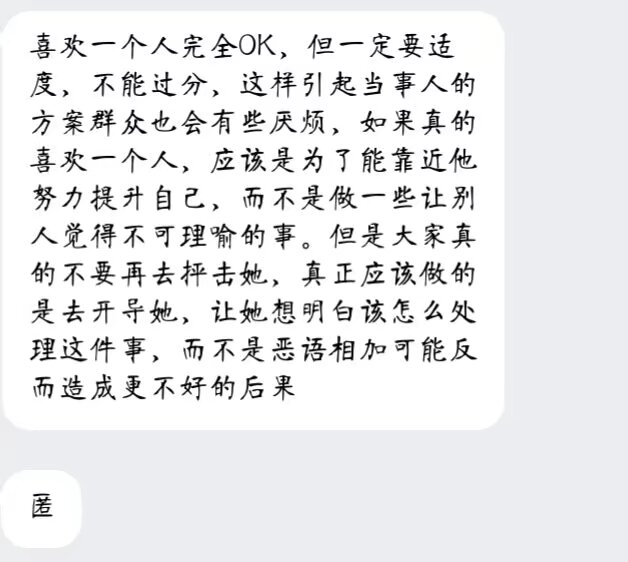 喜欢一个人完全OK，但一定要适
度，不能过分，这样引起当事人的
方案群众也会有些厌烦，如果真的
喜欢一个人，应该是为了能靠近他
努力提升自己，而不是做一些让别
人觉得不可理喻的事。但是大家真
的不要再去抨击她，真正应该做的
是去开导她，让她想明白该怎么处
理这件事，而不是恶语相加可能反
而造成更不好的后果
匿